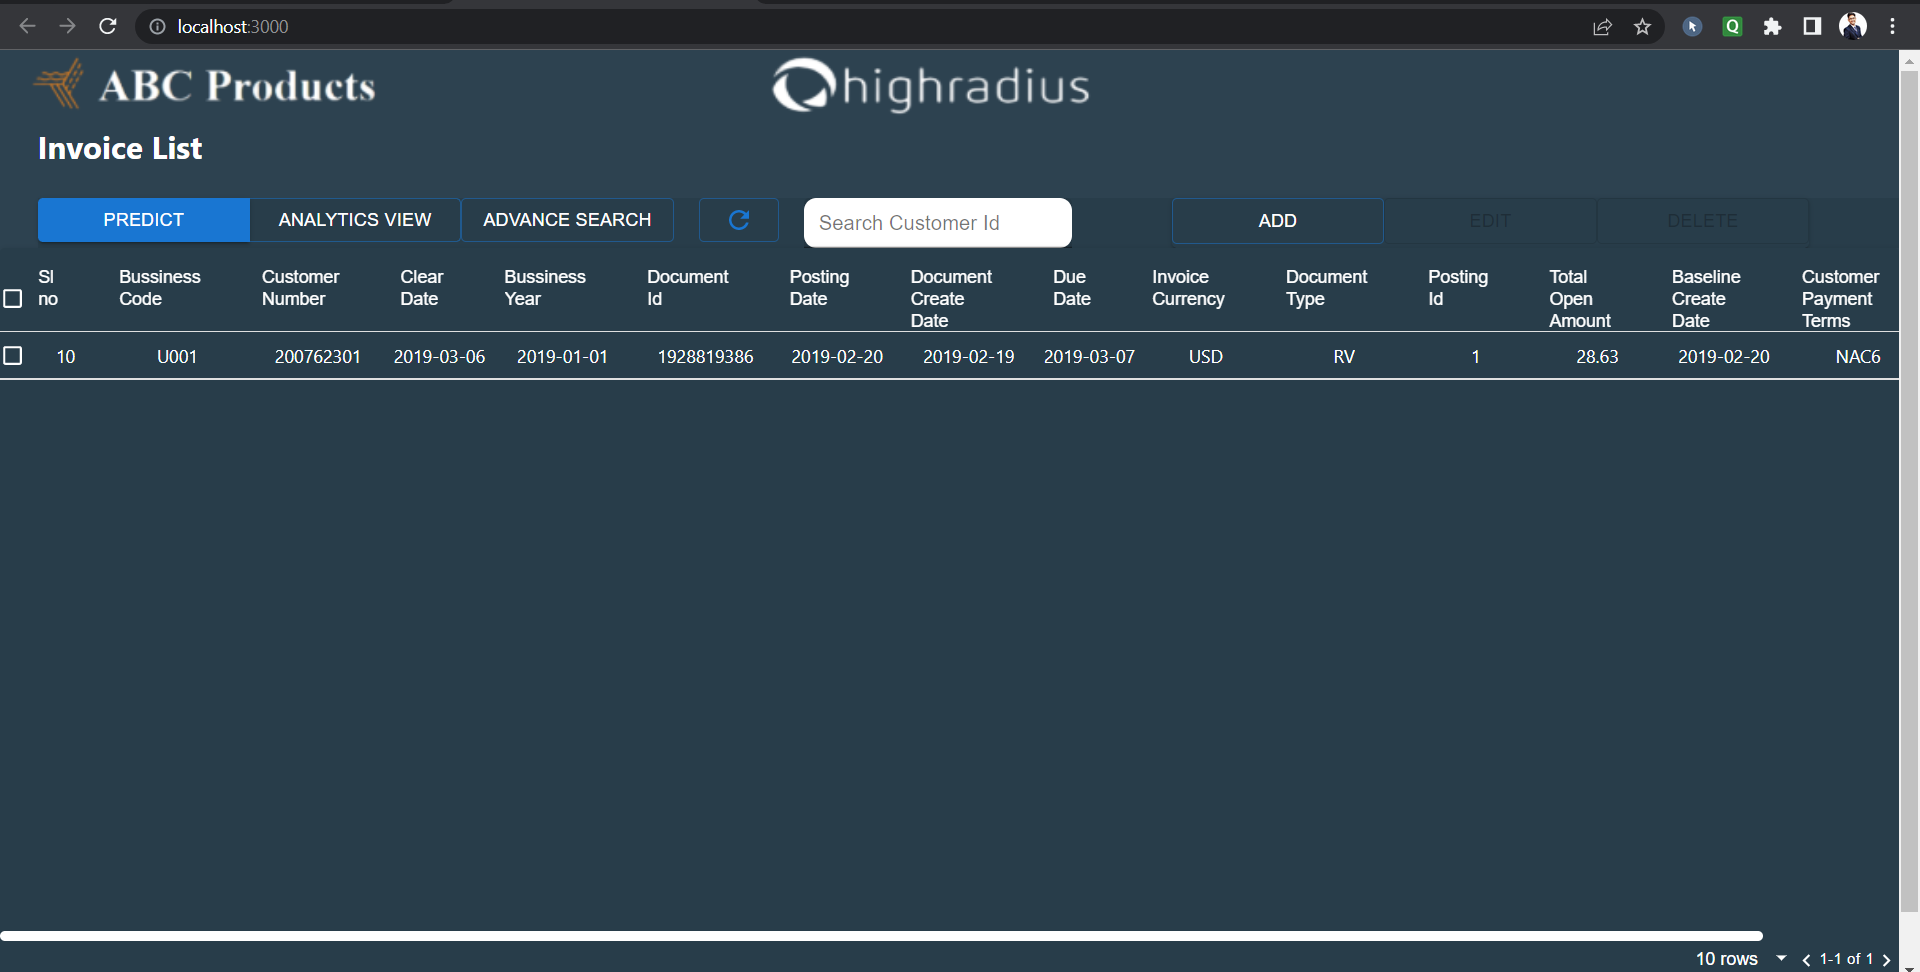 localhost:3000
Q
ABC Products
highradius
Invoice List
PREDICT ANALYTICS VIEW ADVANCE SEARCH Search Customer Id ADD EDIT DELETE
Sl no Bussiness Code Customer Number Clear Date Bussiness Year Document Id Posting Date Document Create Date Due Date Invoice Currency Document Type Posting Id Total Open Amount Baseline Create Date Customer Payment Terms
10 U001 200762301 2019-03-06 2019-01-01 1928819386 2019-02-20 2019-02-19 2019-03-07 USD RV 1 28.63 2019-02-20 NAC6
10 rows 1-1 of 1